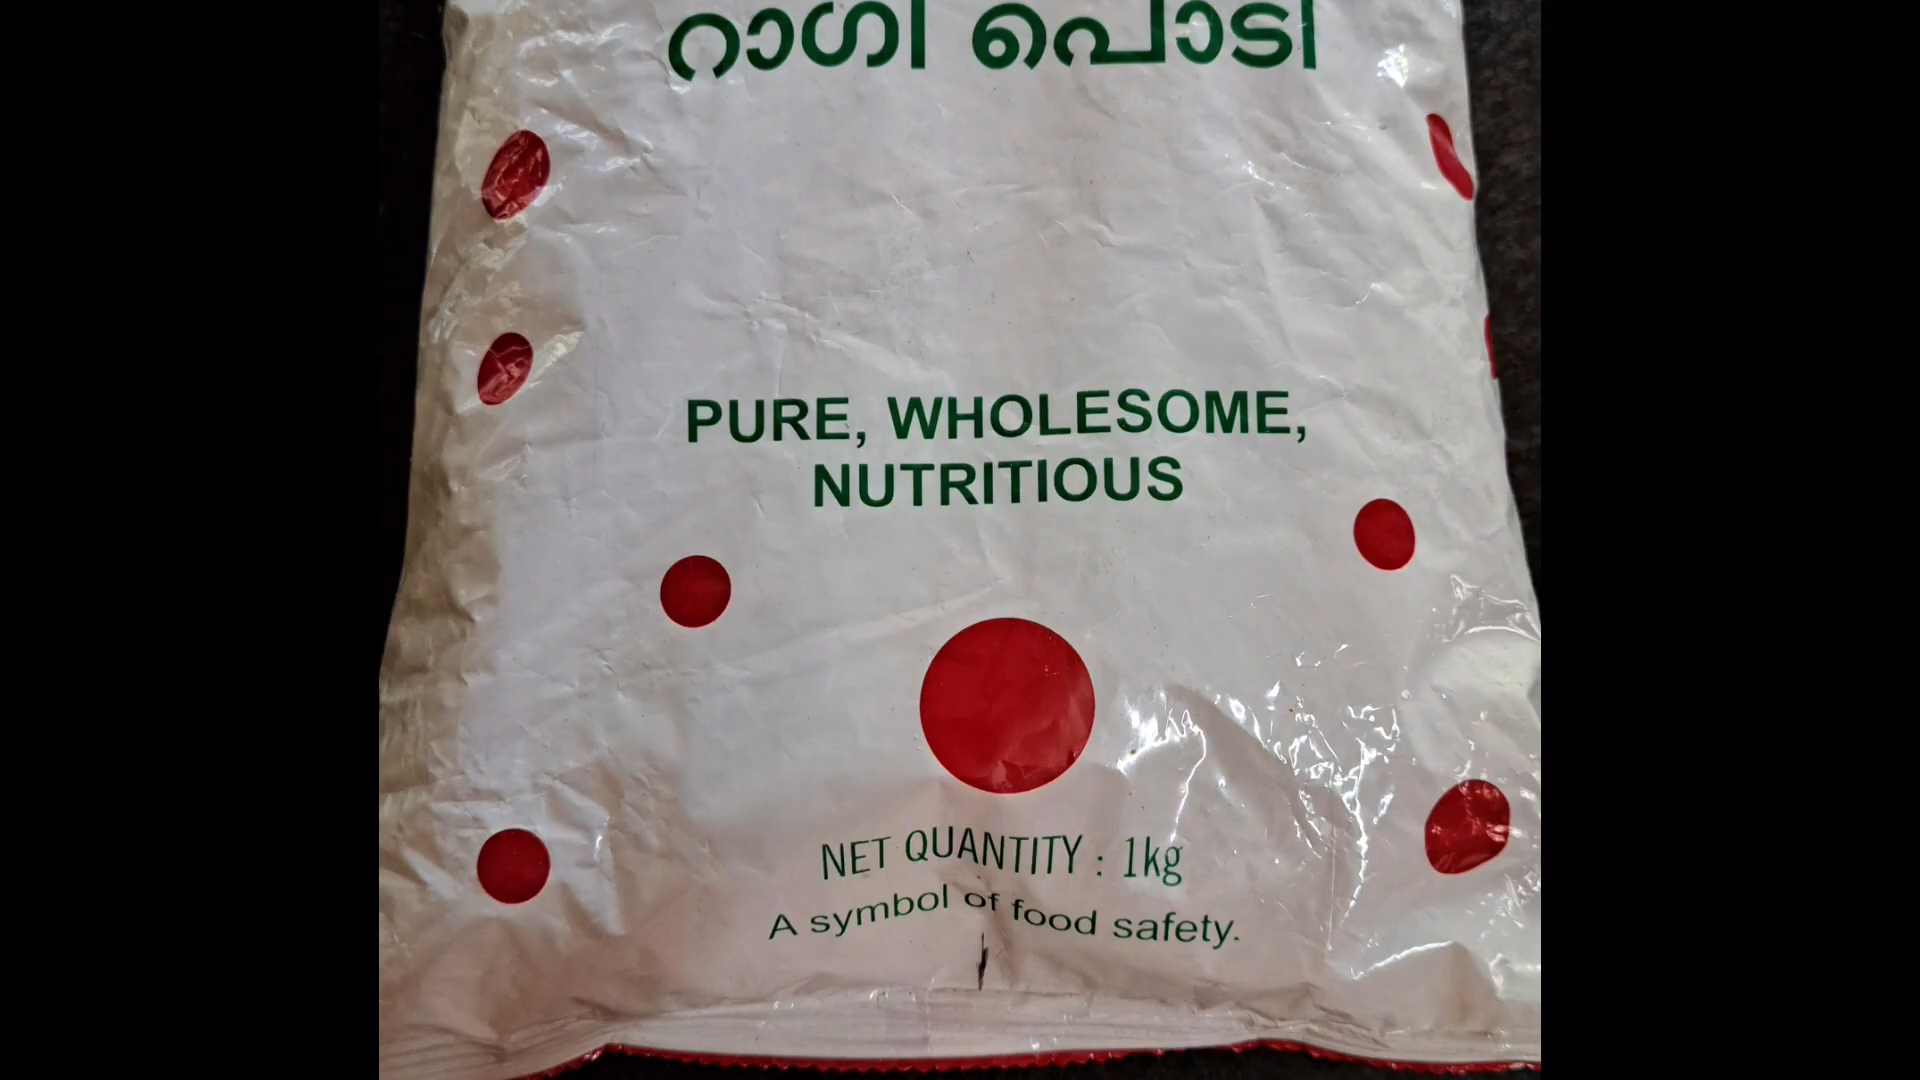 റാഗി പൊടി
PURE, WHOLESOME,
NUTRITIOUS
NET QUANTITY : 1kg
A symbol of food safety.